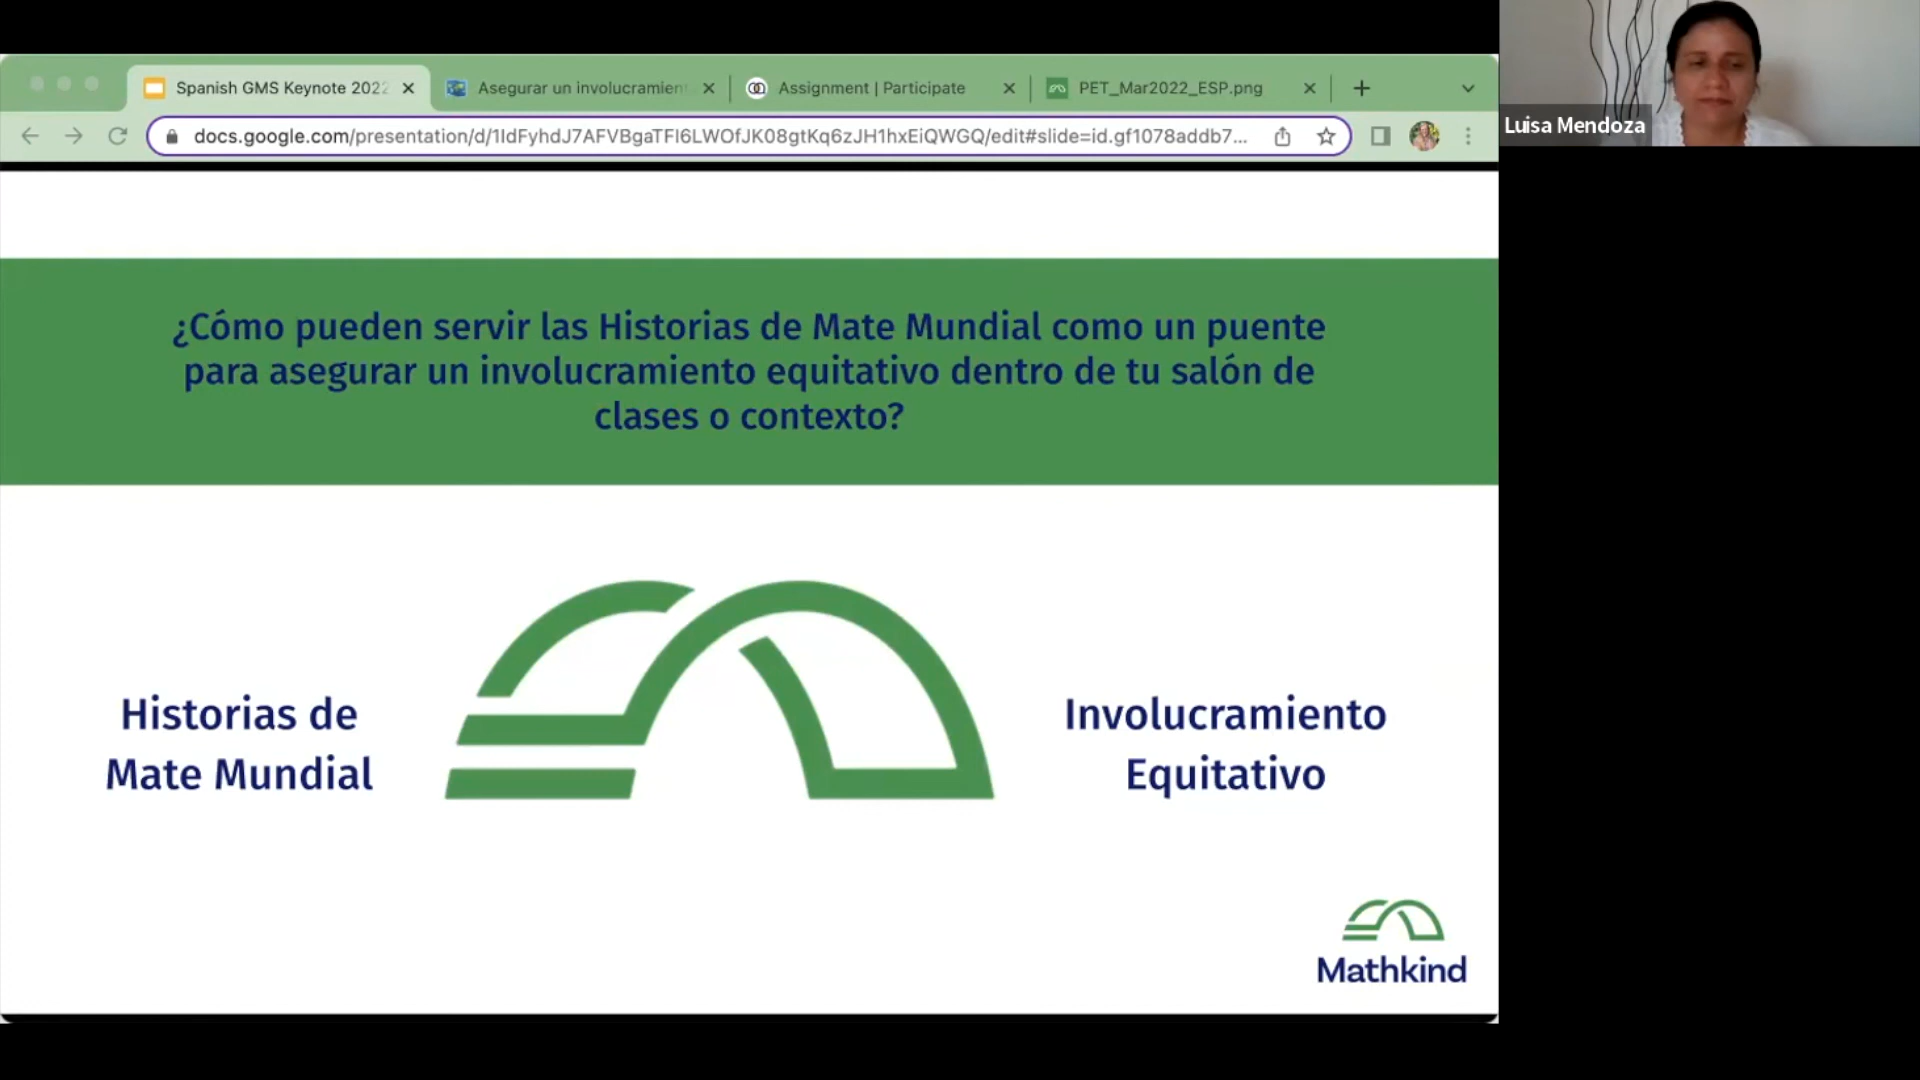 Spanish GMS Keynote 2022
Asegurar un involucramien
Assignment | Participate
PET_Mar2022_ESP.png
docs.google.com/presentation/d/1IdFyhdJ7AFVBgaTFI6LWOfJK08gtKq6zJH1hxEiQWGQ/edit#slide=id.gf1078addb7...
Luisa Mendoza
¿Cómo pueden servir las Historias de Mate Mundial como un puente
para asegurar un involucramiento equitativo dentro de tu salón de
clases o contexto?
Historias de
Mate Mundial
Involucramiento
Equitativo
Mathkind